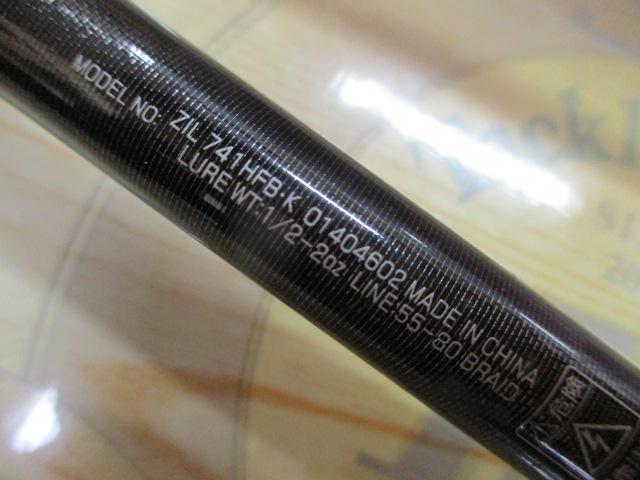 MODEL NO: ZIL 741HFB・K 01404602 MADE IN CHINA
LURE WT:1/2-2oz LINE:55-80 BRAID
危険